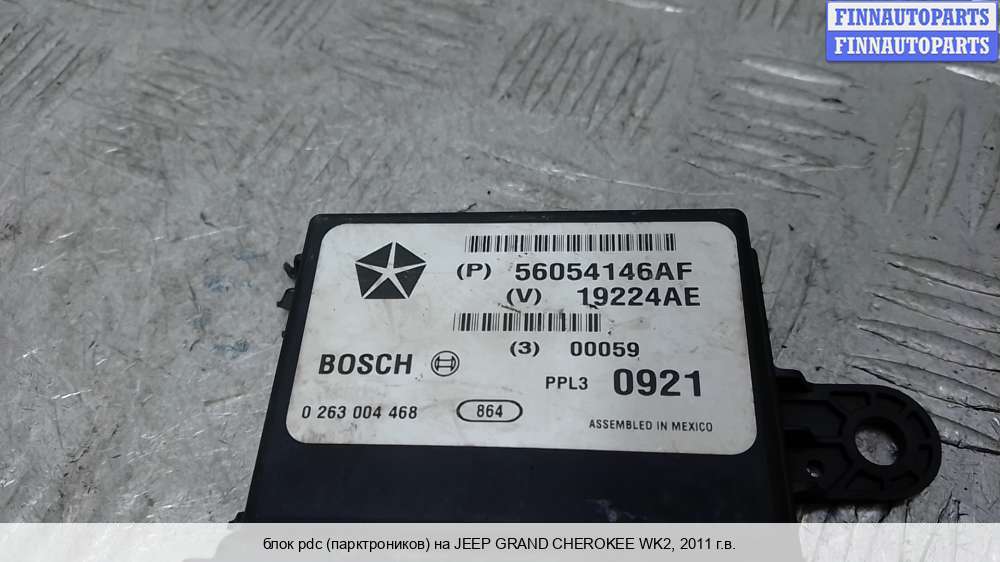 FINNAUTOPARTS
FINNAUTOPARTS
(P) 56054146AF
(V) 19224AE
(3) 00059
BOSCH
PPL3 0921
0 263 004 468 864
ASSEMBLED IN MEXICO
блок pdc (парктроников) на JEEP GRAND CHEROKEE WK2, 2011 г.в.